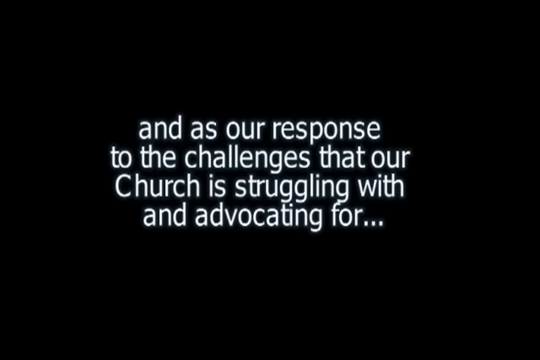 and as our response
to the challenges that our
Church is struggling with
and advocating for...